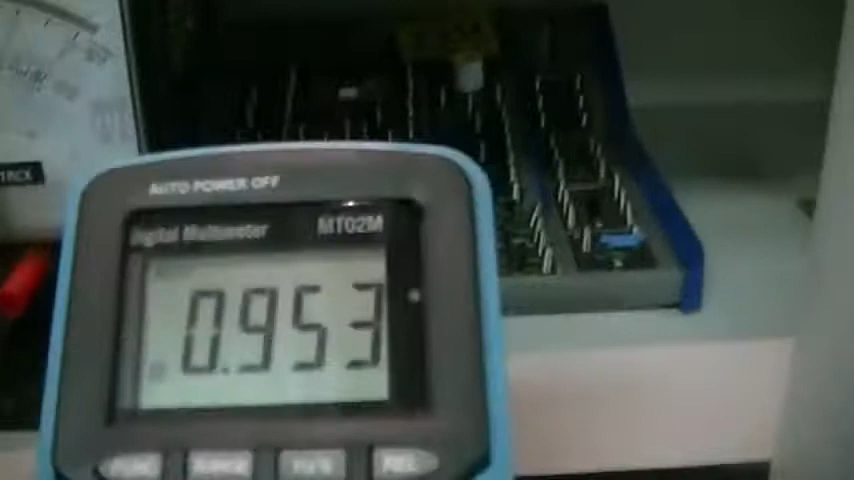 AUTO POWER OFF
Digital Multimeter MT02M
0.953
FUNC RANGE Hz% REL